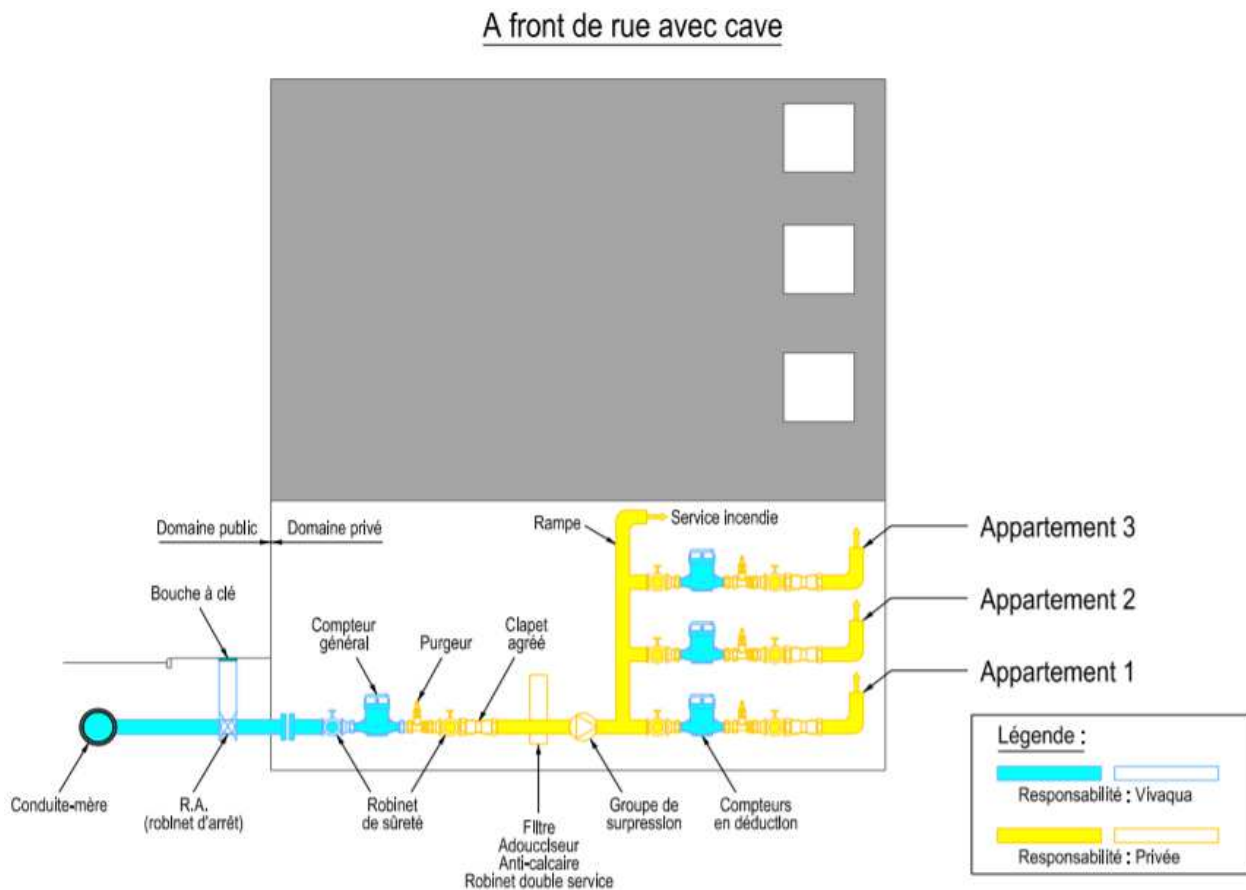 A front de rue avec cave
Domaine public
Domaine privé
Rampe
Service incendie
Appartement 3
Bouche à clé
Appartement 2
Compteur
général
Purgeur
Clapet
agréé
Appartement 1
Conduite-mère
R.A.
(robinet d'arrêt)
Robinet
de sûreté
Filtre
Adoucciseur
Anti-calcaire
Robinet double service
Groupe de
surpression
Compteurs
en déduction
Légende :
Responsabilité : Vivaqua
Responsabilité : Privée